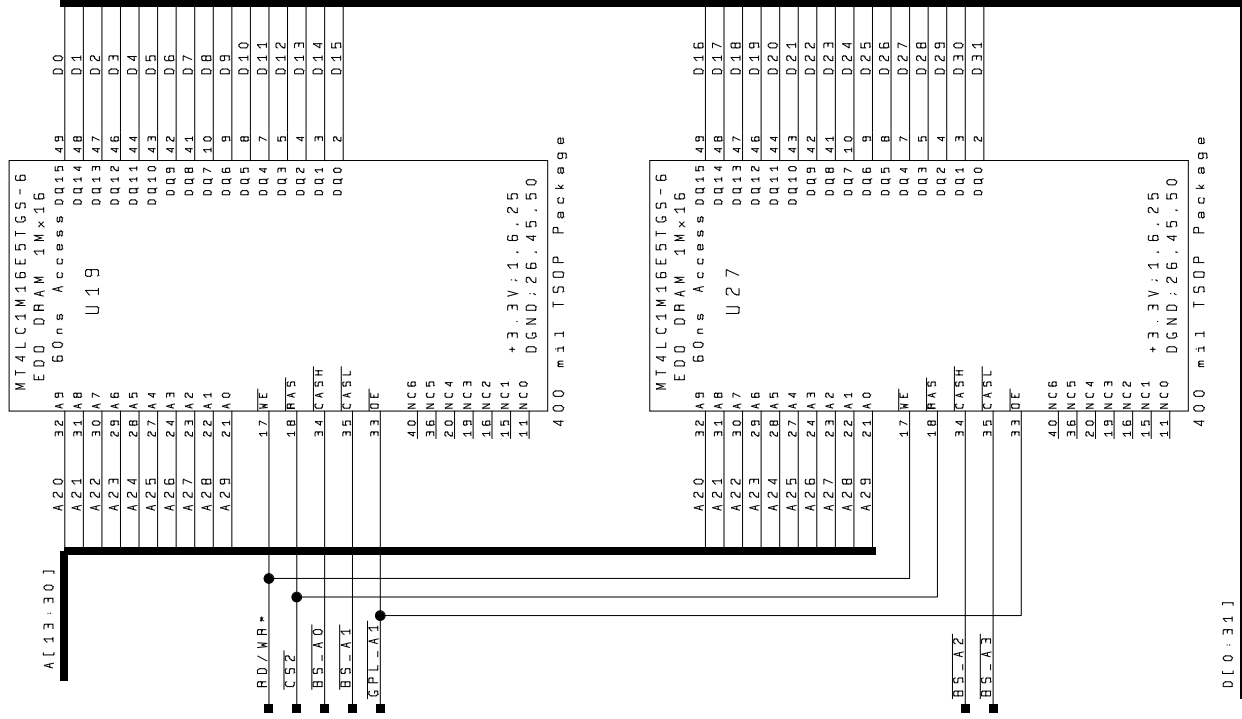 D0
D1
D2
D3
D4
D5
D6
D7
D8
D9
D10
D11
D12
D13
D14
D15
49
48
47
46
44
43
42
41
10
9
8
7
5
4
3
2
MT4LC1M16E5TGS-6
EDO DRAM 1Mx16
60ns Access
U19
DQ15
DQ14
DQ13
DQ12
DQ11
DQ10
DQ9
DQ8
DQ7
DQ6
DQ5
DQ4
DQ3
DQ2
DQ1
DQ0
+3.3V;1,6,25
DGND;26,45,50
400 mil TSOP Package
A20 32 A9
A21 31 A8
A22 30 A7
A23 29 A6
A24 28 A5
A25 27 A4
A26 24 A3
A27 23 A2
A28 22 A1
A29 21 A0
17 WE
18 RAS
34 CASH
35 CASL
33 OE
40 NC6
36 NC5
20 NC4
19 NC3
16 NC2
15 NC1
11 NC0
D16
D17
D18
D19
D20
D21
D22
D23
D24
D25
D26
D27
D28
D29
D30
D31
49
48
47
46
44
43
42
41
10
9
8
7
5
4
3
2
MT4LC1M16E5TGS-6
EDO DRAM 1Mx16
60ns Access
U27
DQ15
DQ14
DQ13
DQ12
DQ11
DQ10
DQ9
DQ8
DQ7
DQ6
DQ5
DQ4
DQ3
DQ2
DQ1
DQ0
+3.3V;1,6,25
DGND;26,45,50
400 mil TSOP Package
A20 32 A9
A21 31 A8
A22 30 A7
A23 29 A6
A24 28 A5
A25 27 A4
A26 24 A3
A27 23 A2
A28 22 A1
A29 21 A0
17 WE
18 RAS
34 CASH
35 CASL
33 OE
40 NC6
36 NC5
20 NC4
19 NC3
16 NC2
15 NC1
11 NC0
A[13:30]
RD/WR*
CS2
BS_A0
BS_A1
GPL_A1
BS_A2
BS_A3
D[0:31]